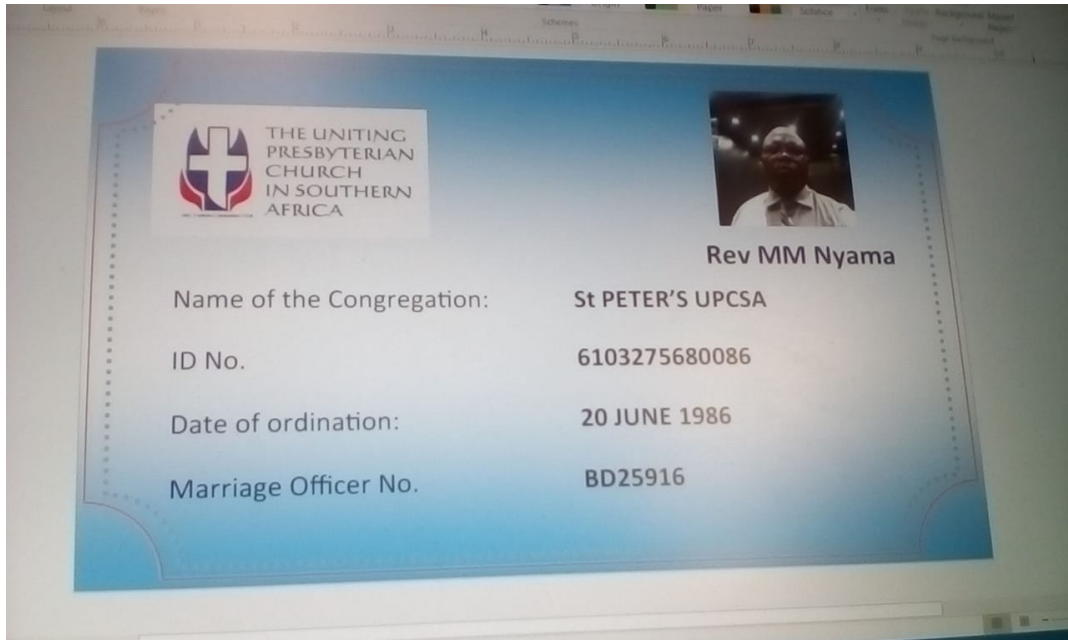 Schemes
THE UNITING
PRESBYTERIAN
CHURCH
IN SOUTHERN
AFRICA
Rev MM Nyama
Name of the Congregation: St PETER'S UPCSA
ID No. 6103275680086
Date of ordination: 20 JUNE 1986
Marriage Officer No. BD25916